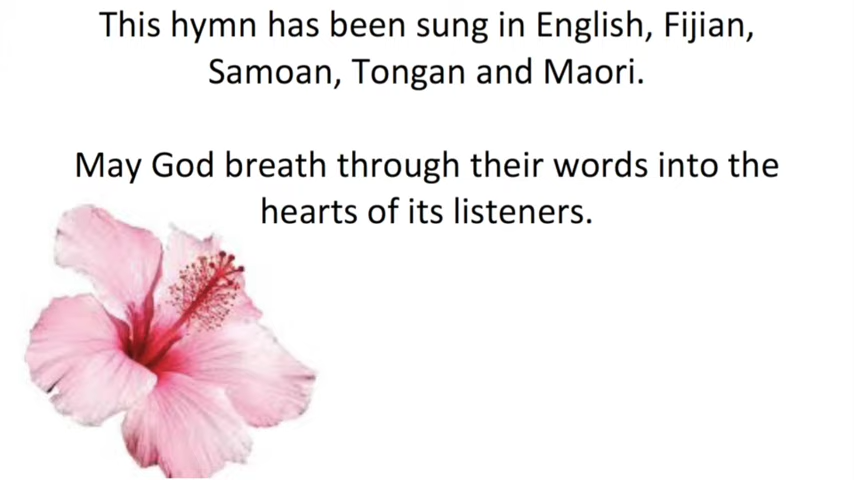 This hymn has been sung in English, Fijian,
Samoan, Tongan and Maori.
May God breath through their words into the
hearts of its listeners.